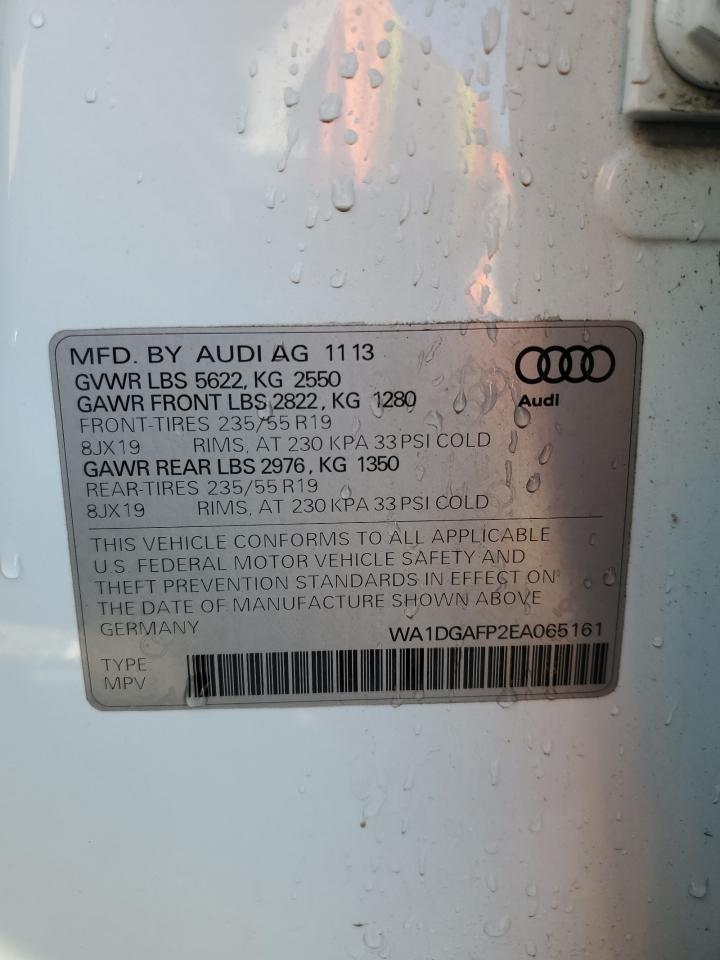 MFD. BY AUDI AG 11 13
GVWR LBS 5622, KG 2550
GAWR FRONT LBS 2822, KG 1280
FRONT-TIRES 235/55 R19
8JX19 RIMS, AT 230 KPA 33 PSI COLD
GAWR REAR LBS 2976, KG 1350
REAR-TIRES 235/55 R19
8JX19 RIMS, AT 230 KPA 33 PSI COLD
Audi
THIS VEHICLE CONFORMS TO ALL APPLICABLE
U.S. FEDERAL MOTOR VEHICLE SAFETY AND
THEFT PREVENTION STANDARDS IN EFFECT ON
THE DATE OF MANUFACTURE SHOWN ABOVE
GERMANY WA1DGAFP2EA065161
TYPE
MPV